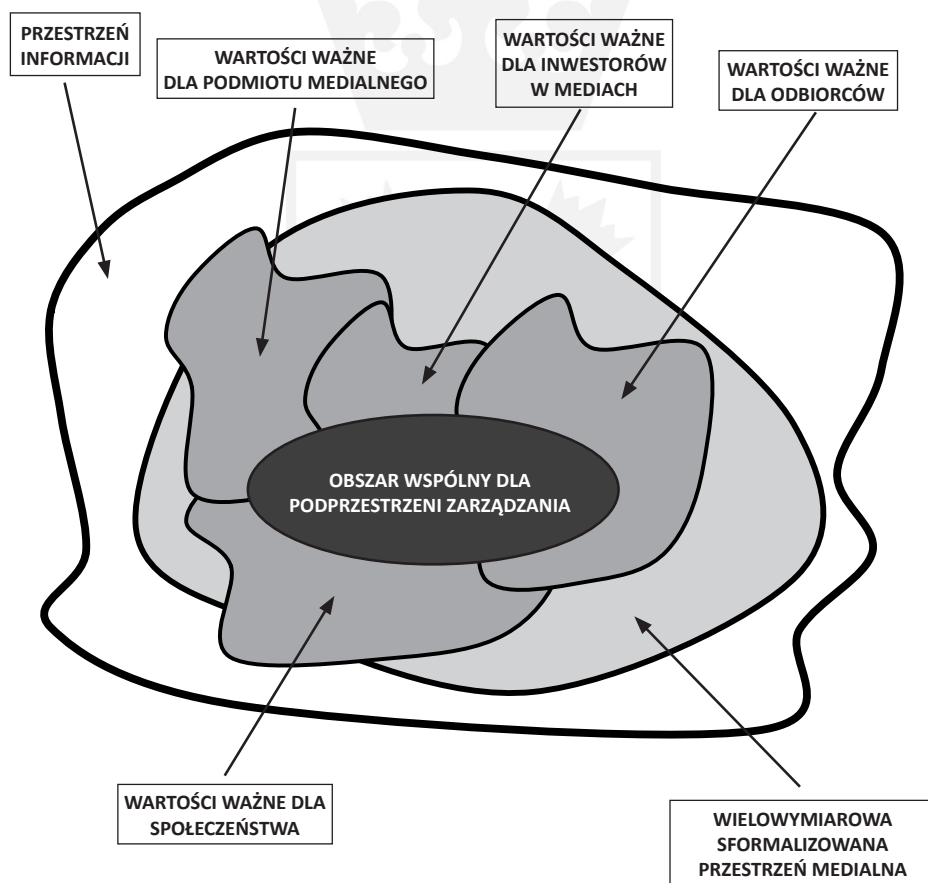 PRZESTRZEŃ
INFORMACJI
WARTOŚCI WAŻNE
DLA PODMIOTU MEDIALNEGO
WARTOŚCI WAŻNE
DLA INWESTORÓW
W MEDIACH
WARTOŚCI WAŻNE
DLA ODBIORCÓW
OBSZAR WSPÓLNY DLA
PODPRZESTRZENI ZARZĄDZANIA
WARTOŚCI WAŻNE DLA
SPOŁECZEŃSTWA
WIELOWYMIAROWA
SFORMALIZOWANA
PRZESTRZEŃ MEDIALNA